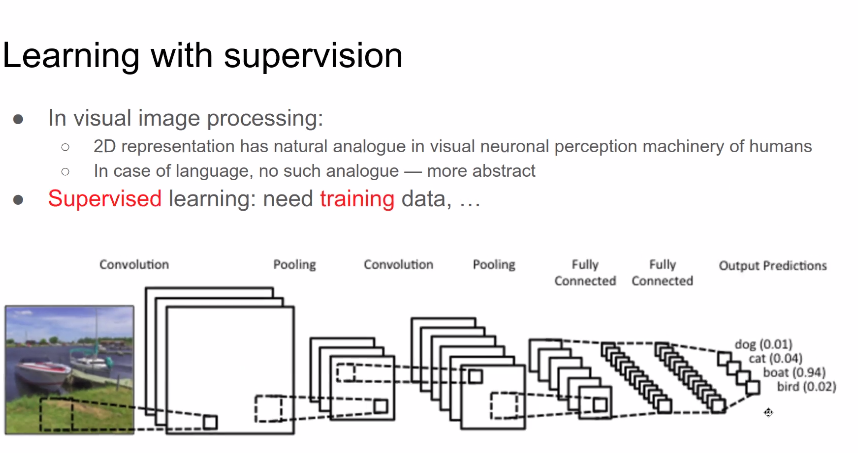 Learning with supervision
● In visual image processing:
○ 2D representation has natural analogue in visual neuronal perception machinery of humans
○ In case of language, no such analogue — more abstract
● Supervised learning: need training data, …
Convolution Pooling Convolution Pooling Fully Connected Fully Connected Output Predictions
dog (0.01)
cat (0.04)
boat (0.94)
bird (0.02)